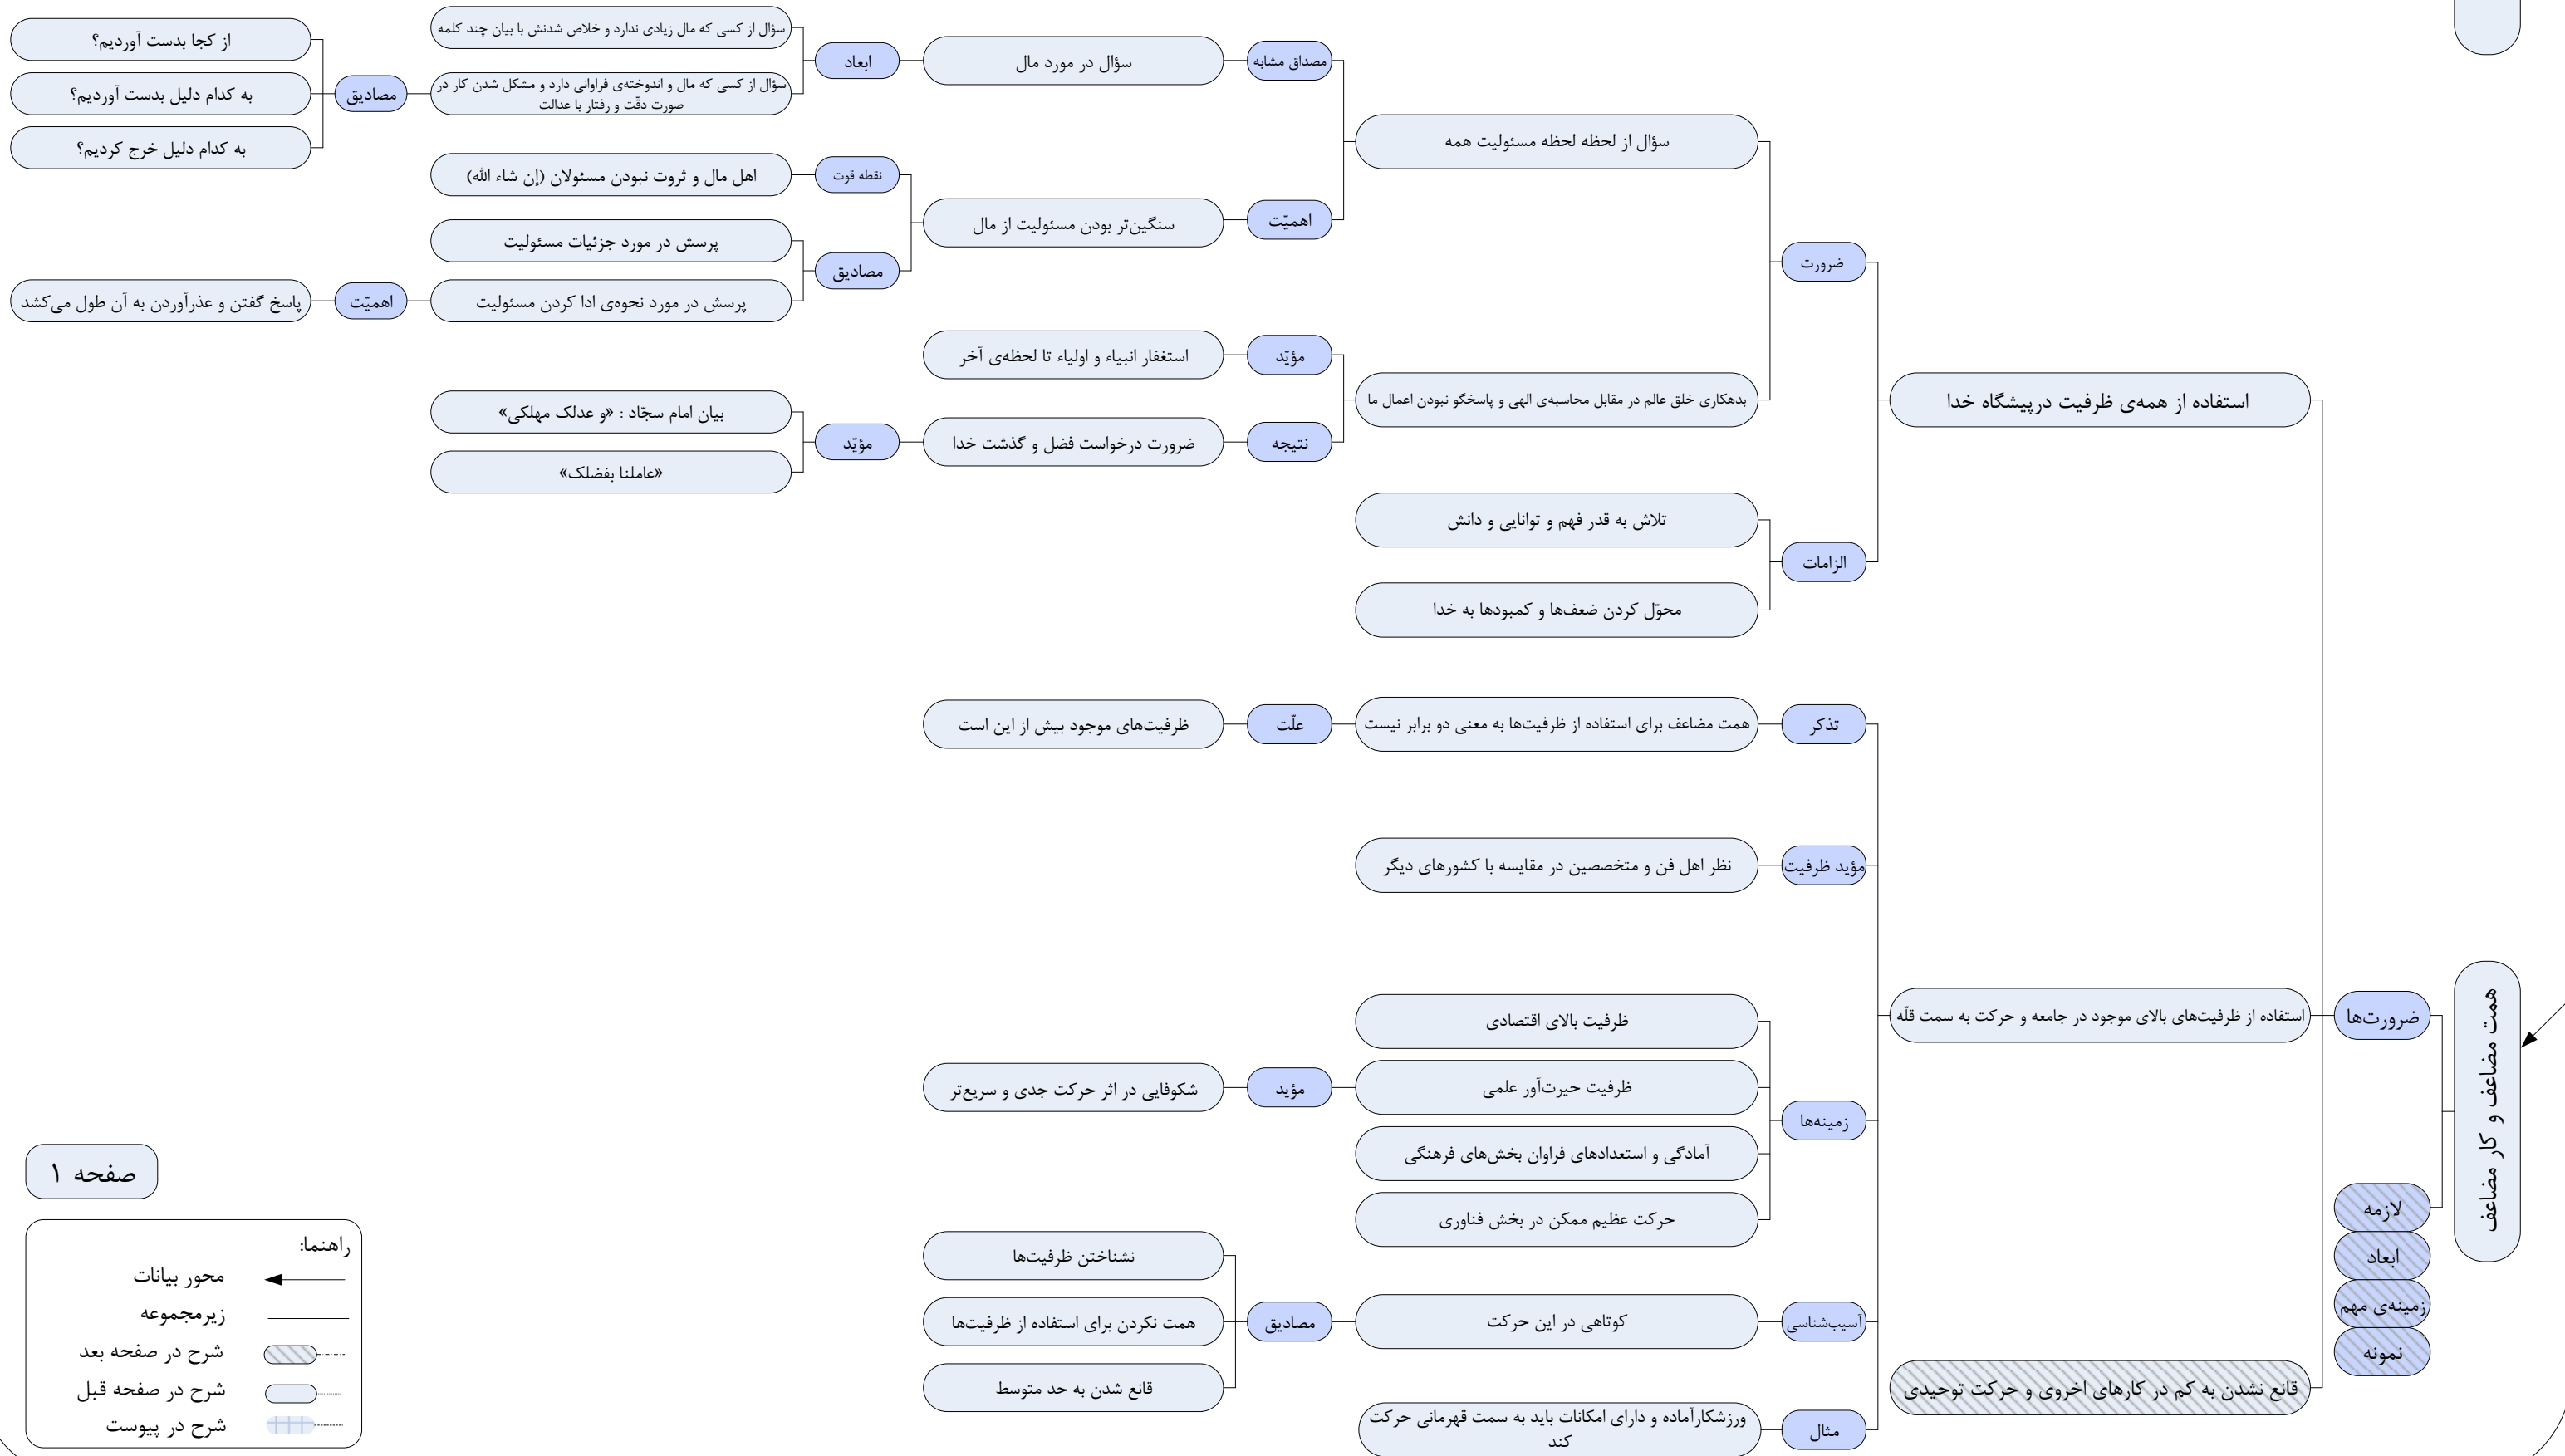 همت مضاعف و کار مضاعف
ضرورت‌ها
استفاده از همه‌ی ظرفیت درپیشگاه خدا
ضرورت
سؤال از لحظه لحظه مسئولیت همه
مصداق مشابه
سؤال در مورد مال
ابعاد
سؤال از کسی که مال زیادی ندارد و خلاص شدنش با بیان چند کلمه
سؤال از کسی که مال و اندوخته‌ی فراوانی دارد و مشکل شدن کار در
صورت دقّت و رفتار با عدالت
مصادیق
از کجا بدست آوردیم؟
به کدام دلیل بدست آوردیم؟
به کدام دلیل خرج کردیم؟
اهمیّت
سنگین‌تر بودن مسئولیت از مال
نقطه قوت
اهل مال و ثروت نبودن مسئولان (إن شاء الله)
مصادیق
پرسش در مورد جزئیات مسئولیت
پرسش در مورد نحوه‌ی ادا کردن مسئولیت
اهمیّت
پاسخ گفتن و عذرآوردن به آن طول می‌کشد
بدهکاری خلق عالم در مقابل محاسبه‌ی الهی و پاسخگو نبودن اعمال ما
مؤیّد
استغفار انبیاء و اولیاء تا لحظه‌ی آخر
نتیجه
ضرورت درخواست فضل و گذشت خدا
مؤیّد
بیان امام سجّاد : «و عدلک مهلکی»
«عاملنا بفضلک»
الزامات
تلاش به قدر فهم و توانایی و دانش
محوّل کردن ضعف‌ها و کمبودها به خدا
استفاده از ظرفیت‌های بالای موجود در جامعه و حرکت به سمت قلّه
تذکر
همت مضاعف برای استفاده از ظرفیت‌ها به معنی دو برابر نیست
علّت
ظرفیت‌های موجود بیش از این است
مؤید ظرفیت
نظر اهل فن و متخصصین در مقایسه با کشورهای دیگر
زمینه‌ها
ظرفیت بالای اقتصادی
ظرفیت حیرت‌آور علمی
مؤید
شکوفایی در اثر حرکت جدی و سریع‌تر
آمادگی و استعدادهای فراوان بخش‌های فرهنگی
حرکت عظیم ممکن در بخش فناوری
آسیب‌شناسی
کوتاهی در این حرکت
مصادیق
نشناختن ظرفیت‌ها
همت نکردن برای استفاده از ظرفیت‌ها
قانع شدن به حد متوسط
مثال
ورزشکارآماده و دارای امکانات باید به سمت قهرمانی حرکت
کند
قانع نشدن به کم در کارهای اخروی و حرکت توحیدی
لازمه
ابعاد
زمینه‌ی مهم
نمونه
صفحه ۱
راهنما:
محور بیانات
زیرمجموعه
شرح در صفحه بعد
شرح در صفحه قبل
شرح در پیوست